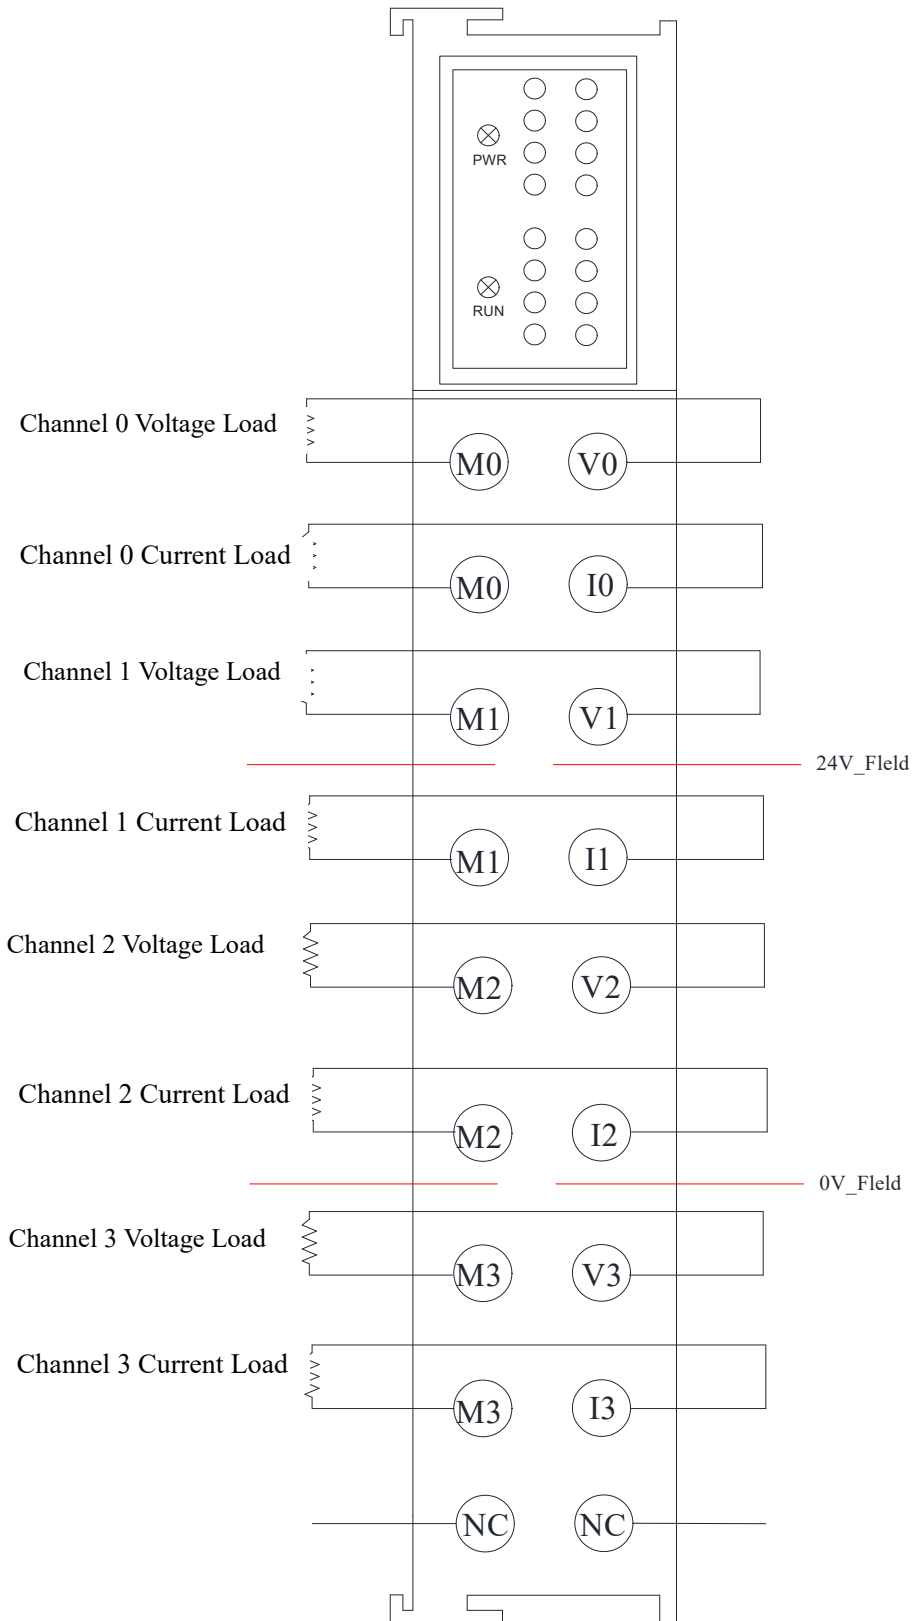 PWR
RUN
Channel 0 Voltage Load
M0 V0
Channel 0 Current Load
M0 I0
Channel 1 Voltage Load
M1 V1
24V_Fleld
Channel 1 Current Load
M1 I1
Channel 2 Voltage Load
M2 V2
Channel 2 Current Load
M2 I2
0V_Fleld
Channel 3 Voltage Load
M3 V3
Channel 3 Current Load
M3 I3
NC NC